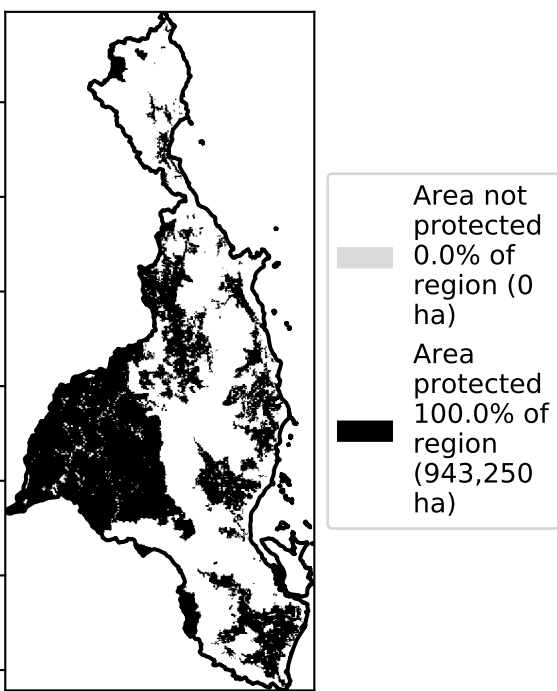 Area not
protected
0.0% of
region (0
ha)
Area
protected
100.0% of
region
(943,250
ha)